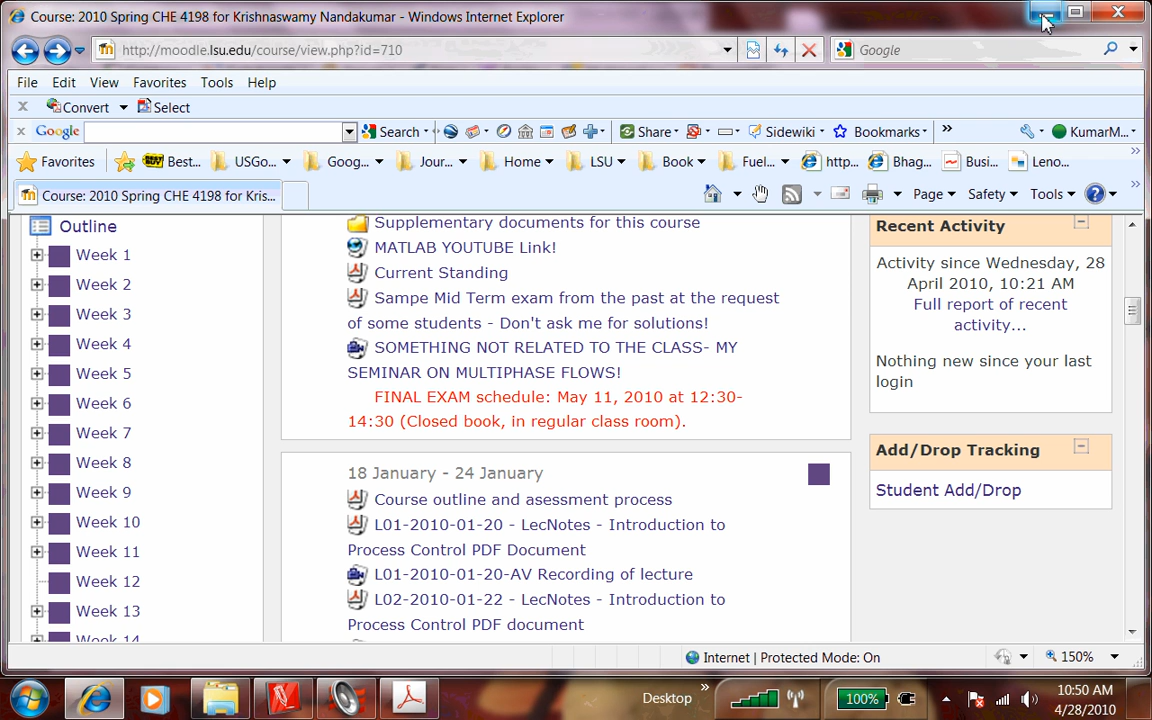 Course: 2010 Spring CHE 4198 for Krishnaswamy Nandakumar - Windows Internet Explorer
http://moodle.lsu.edu/course/view.php?id=710
Google
File Edit View Favorites Tools Help
x Convert Select
x Google Search Share Sidewiki Bookmarks » KumarM...
Favorites Best... USGo... Goog... Jour... Home LSU Book Fuel... http... Bhag... Busi... Leno... »
Course: 2010 Spring CHE 4198 for Kris... Page Safety Tools »
Outline
Week 1
Week 2
Week 3
Week 4
Week 5
Week 6
Week 7
Week 8
Week 9
Week 10
Week 11
Week 12
Week 13
Week 14
Supplementary documents for this course
MATLAB YOUTUBE Link!
Current Standing
Sampe Mid Term exam from the past at the request
of some students - Don't ask me for solutions!
SOMETHING NOT RELATED TO THE CLASS- MY
SEMINAR ON MULTIPHASE FLOWS!
FINAL EXAM schedule: May 11, 2010 at 12:30-
14:30 (Closed book, in regular class room).
18 January - 24 January
Course outline and asessment process
L01-2010-01-20 - LecNotes - Introduction to
Process Control PDF Document
L01-2010-01-20-AV Recording of lecture
L02-2010-01-22 - LecNotes - Introduction to
Process Control PDF document
Recent Activity
Activity since Wednesday, 28
April 2010, 10:21 AM
Full report of recent
activity...
Nothing new since your last
login
Add/Drop Tracking
Student Add/Drop
Internet | Protected Mode: On 150%
Desktop » 100% 10:50 AM
4/28/2010